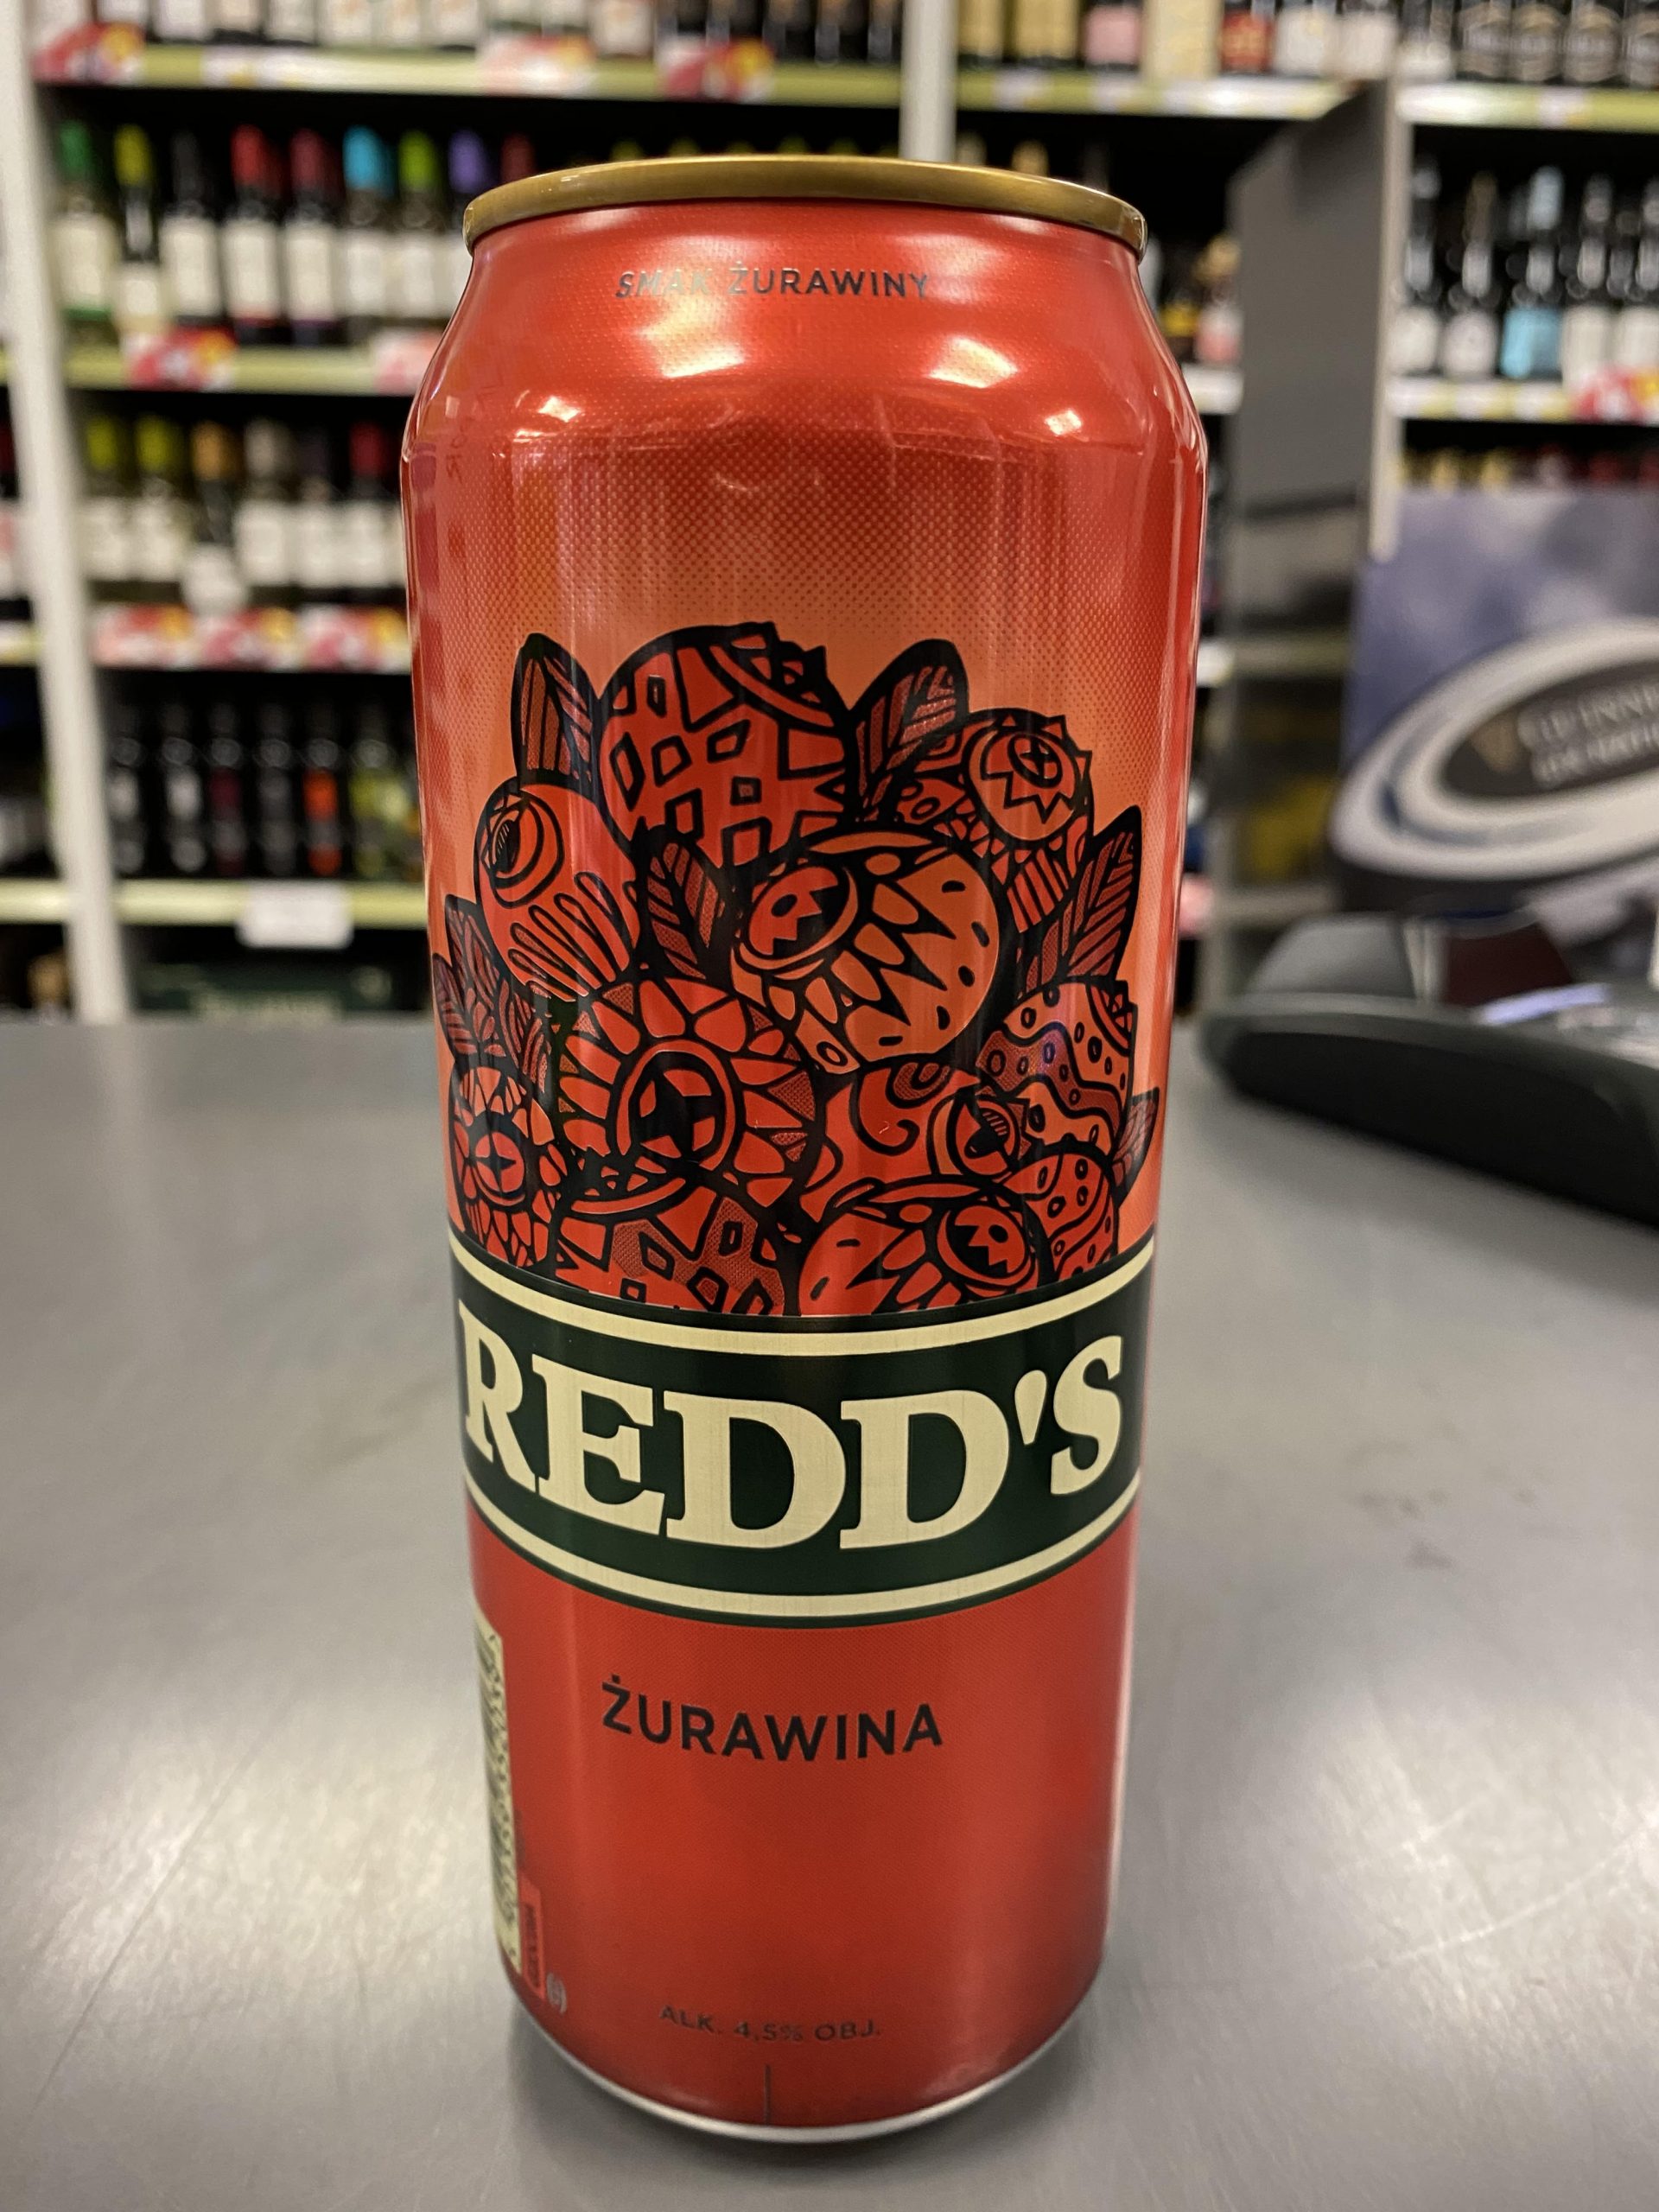 SMAK ŻURAWINY
REDD'S
ŻURAWINA
ALK. 4,5% OBJ.